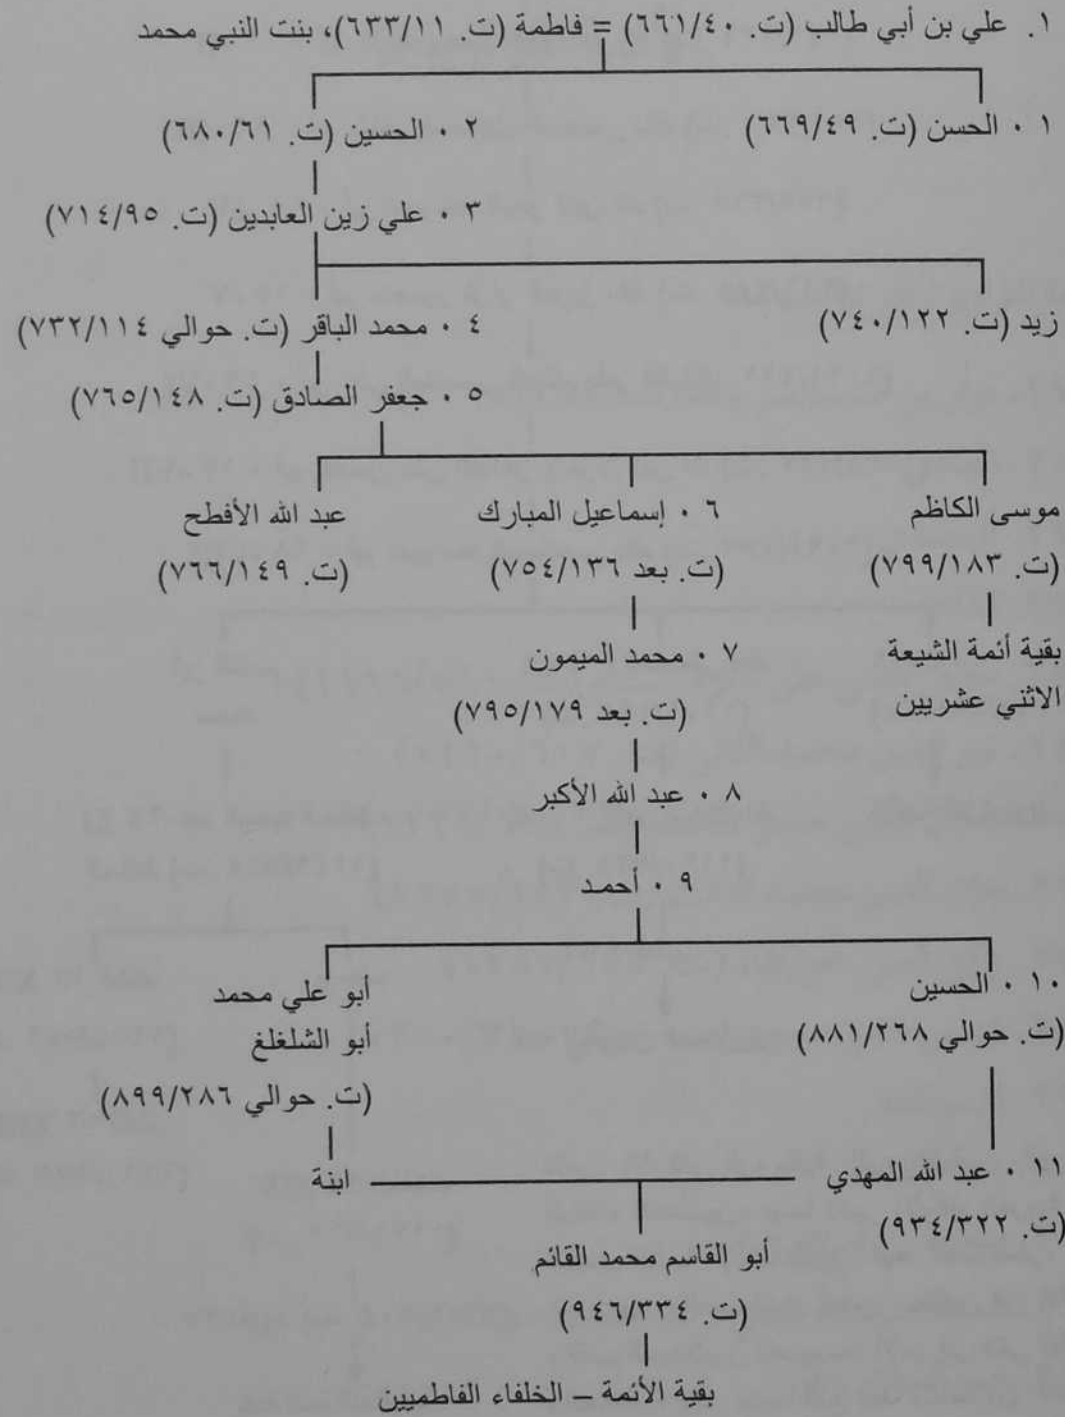 ١. علي بن أبي طالب (ت. ٦٦١/٤٠) = فاطمة (ت. ٦٣٣/١١)، بنت النبي محمد
١ . الحسن (ت. ٦٦٩/٤٩)
٢ . الحسين (ت. ٦٨٠/٦١)
٣ . علي زين العابدين (ت. ٧١٤/٩٥)
زيد (ت. ٧٤٠/١٢٢)
٤ . محمد الباقر (ت. حوالي ٧٣٢/١١٤)
٥ . جعفر الصادق (ت. ٧٦٥/١٤٨)
موسى الكاظم
(ت. ٧٩٩/١٨٣)
بقية أئمة الشيعة
الاثني عشريين
٦ . إسماعيل المبارك
(ت. بعد ٧٥٤/١٣٦)
عبد الله الأفطح
(ت. ٧٦٦/١٤٩)
٧ . محمد الميمون
(ت. بعد ٧٩٥/١٧٩)
٨ . عبد الله الأكبر
٩ . أحمد
١٠ . الحسين
(ت. حوالي ٨٨١/٢٦٨)
أبو علي محمد
أبو الشلغلغ
(ت. حوالي ٨٩٩/٢٨٦)
١١ . عبد الله المهدي
(ت. ٩٣٤/٣٢٢)
ابنة
أبو القاسم محمد القائم
(ت. ٩٤٦/٣٣٤)
بقية الأئمة – الخلفاء الفاطميين